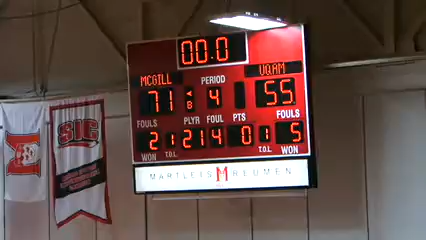 00.0
MCGILL PERIOD UQAM
71 B 4 55
FOULS PLYR FOUL PTS FOULS
2 1 21 4 0 1 5
WON T.O.L T.O.L WON
MARTLETS M REDMEN
SIC